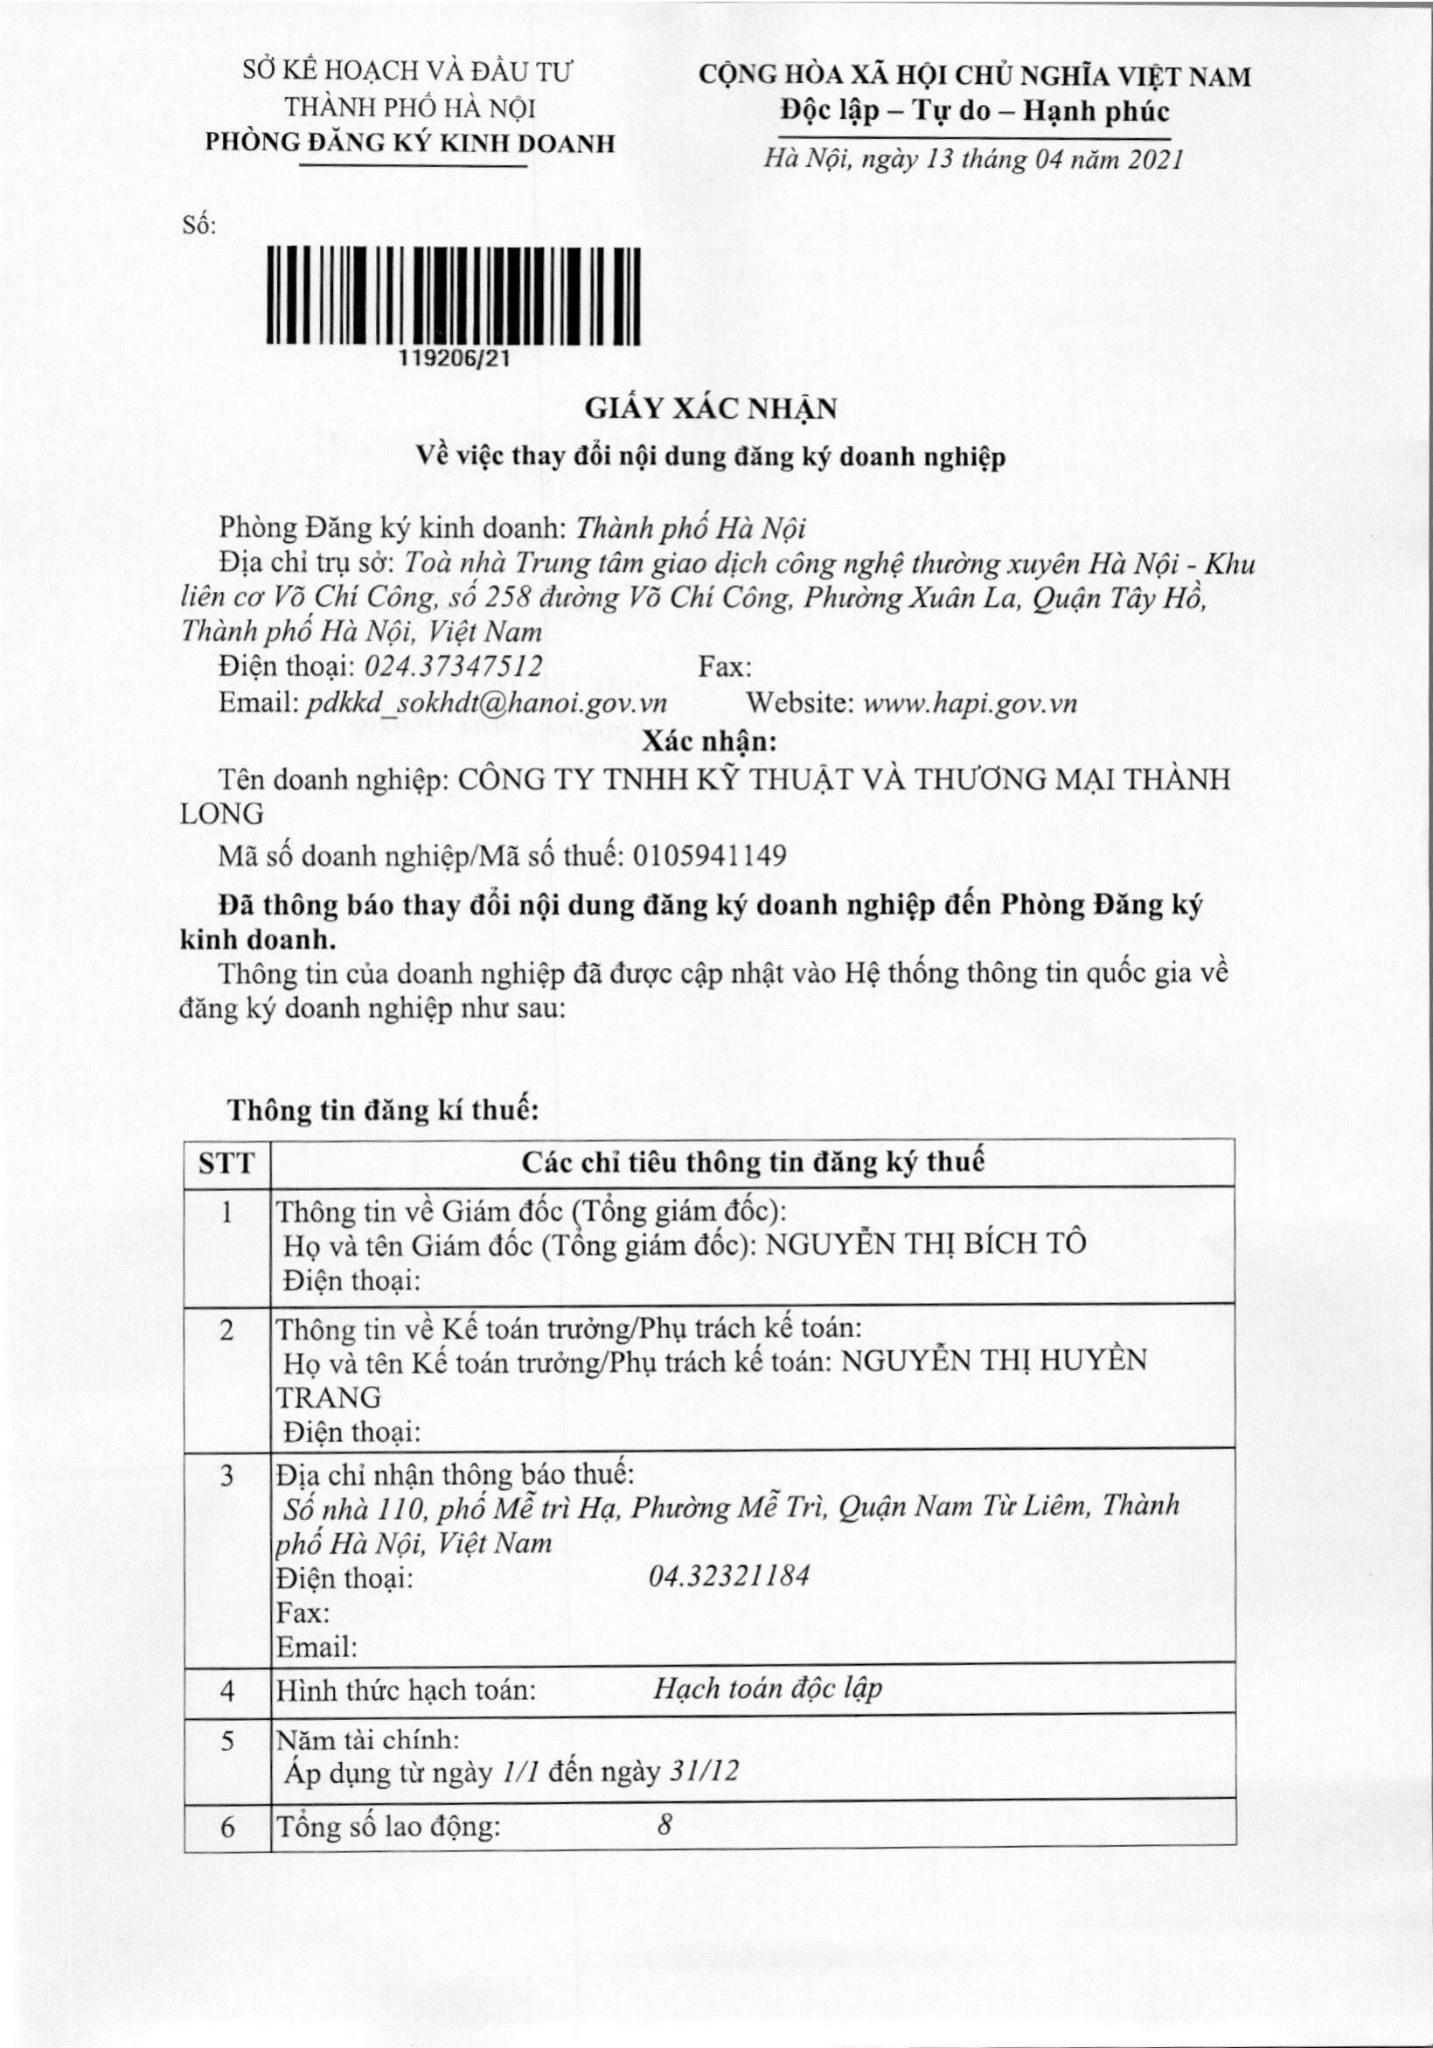 SỞ KẾ HOẠCH VÀ ĐẦU TƯ
THÀNH PHỐ HÀ NỘI
PHÒNG ĐĂNG KÝ KINH DOANH
CỘNG HÒA XÃ HỘI CHỦ NGHĨA VIỆT NAM
Độc lập – Tự do – Hạnh phúc
Hà Nội, ngày 13 tháng 04 năm 2021
Số:
119206/21
GIẤY XÁC NHẬN
Về việc thay đổi nội dung đăng ký doanh nghiệp
Phòng Đăng ký kinh doanh: Thành phố Hà Nội
Địa chỉ trụ sở: Toà nhà Trung tâm giao dịch công nghệ thường xuyên Hà Nội - Khu
liên cơ Võ Chí Công, số 258 đường Võ Chí Công, Phường Xuân La, Quận Tây Hồ,
Thành phố Hà Nội, Việt Nam
Điện thoại: 024.37347512 Fax:
Email: pdkkd_sokhdt@hanoi.gov.vn Website: www.hapi.gov.vn
Xác nhận:
Tên doanh nghiệp: CÔNG TY TNHH KỸ THUẬT VÀ THƯƠNG MẠI THÀNH
LONG
Mã số doanh nghiệp/Mã số thuế: 0105941149
Đã thông báo thay đổi nội dung đăng ký doanh nghiệp đến Phòng Đăng ký
kinh doanh.
Thông tin của doanh nghiệp đã được cập nhật vào Hệ thống thông tin quốc gia về
đăng ký doanh nghiệp như sau:
Thông tin đăng kí thuế:
STT Các chỉ tiêu thông tin đăng ký thuế
1 Thông tin về Giám đốc (Tổng giám đốc):
Họ và tên Giám đốc (Tổng giám đốc): NGUYỄN THỊ BÍCH TÔ
Điện thoại:
2 Thông tin về Kế toán trưởng/Phụ trách kế toán:
Họ và tên Kế toán trưởng/Phụ trách kế toán: NGUYỄN THỊ HUYỀN
TRANG
Điện thoại:
3 Địa chỉ nhận thông báo thuế:
Số nhà 110, phố Mễ trì Hạ, Phường Mễ Trì, Quận Nam Từ Liêm, Thành
phố Hà Nội, Việt Nam
Điện thoại: 04.32321184
Fax:
Email:
4 Hình thức hạch toán: Hạch toán độc lập
5 Năm tài chính:
Áp dụng từ ngày 1/1 đến ngày 31/12
6 Tổng số lao động: 8